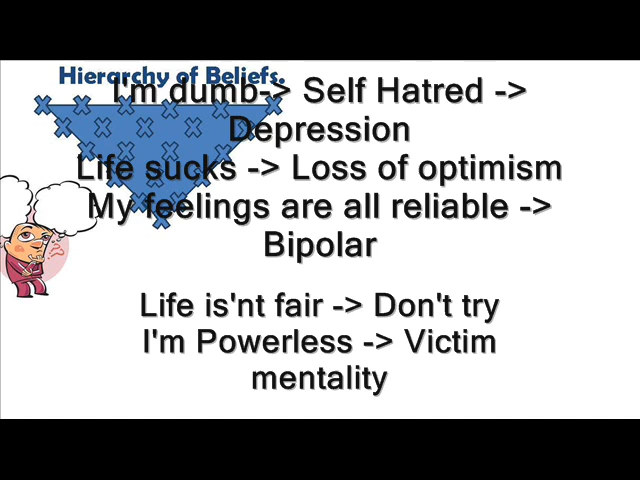 Hierarchy of Beliefs.
I'm dumb-> Self Hatred ->
Depression
Life sucks -> Loss of optimism
My feelings are all reliable ->
Bipolar
Life is'nt fair -> Don't try
I'm Powerless -> Victim
mentality